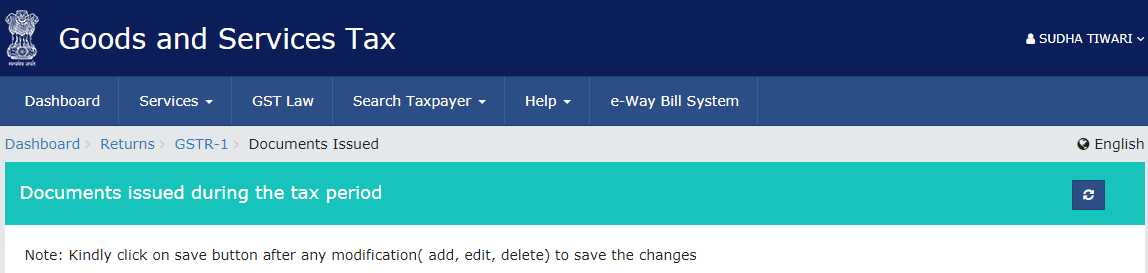 Goods and Services Tax
SUDHA TIWARI
Dashboard Services GST Law Search Taxpayer Help e-Way Bill System
Dashboard Returns GSTR-1 Documents Issued English
Documents issued during the tax period
Note: Kindly click on save button after any modification( add, edit, delete) to save the changes